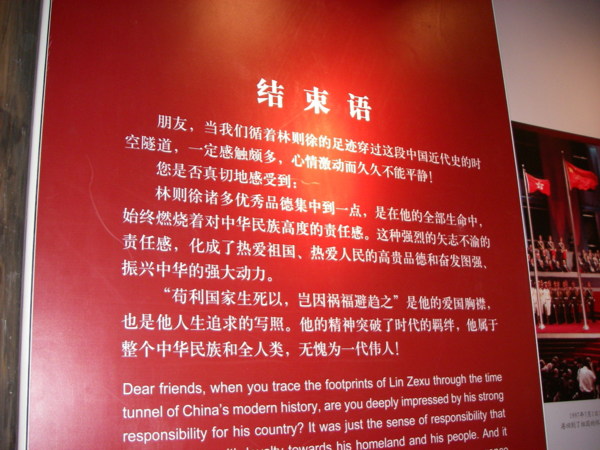 结束语
朋友，当我们循着林则徐的足迹穿过这段中国近代史的时
空隧道，一定感触颇多，心情激动而久久不能平静！
您是否真切地感受到：
林则徐诸多优秀品德集中到一点，是在他的全部生命中，
始终燃烧着对中华民族高度的责任感。这种强烈的矢志不渝的
责任感，化成了热爱祖国、热爱人民的高贵品德和奋发图强、
振兴中华的强大动力。
“苟利国家生死以，岂因祸福避趋之”是他的爱国胸襟，
也是他人生追求的写照。他的精神突破了时代的羁绊，他属于
整个中华民族和全人类，无愧为一代伟人！
Dear friends, when you trace the footprints of Lin Zexu through the time
tunnel of China's modern history, are you deeply impressed by his strong
responsibility for his country? It was just the sense of responsibility that
loyalty towards his homeland and his people. And it